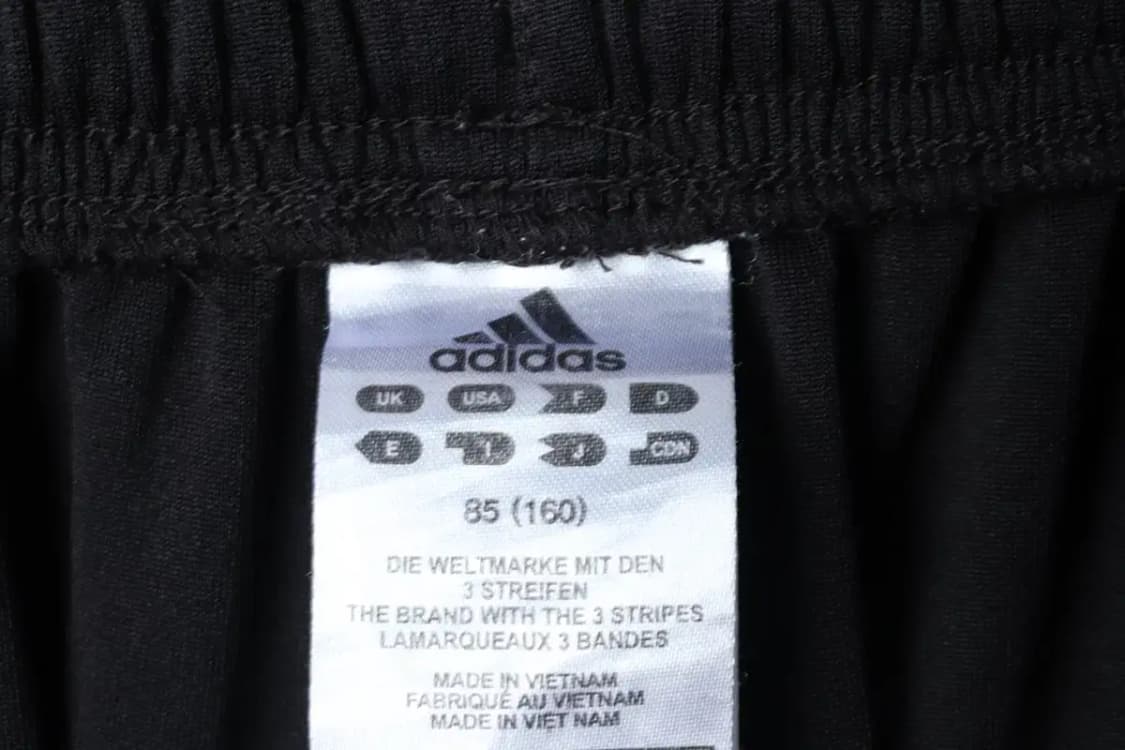 adidas
UK USA F D
E I J CDN
85 (160)
DIE WELTMARKE MIT DEN
3 STREIFEN
THE BRAND WITH THE 3 STRIPES
LAMARQUEAUX 3 BANDES
MADE IN VIETNAM
FABRIQUÉ AU VIETNAM
MADE IN VIỆT NAM